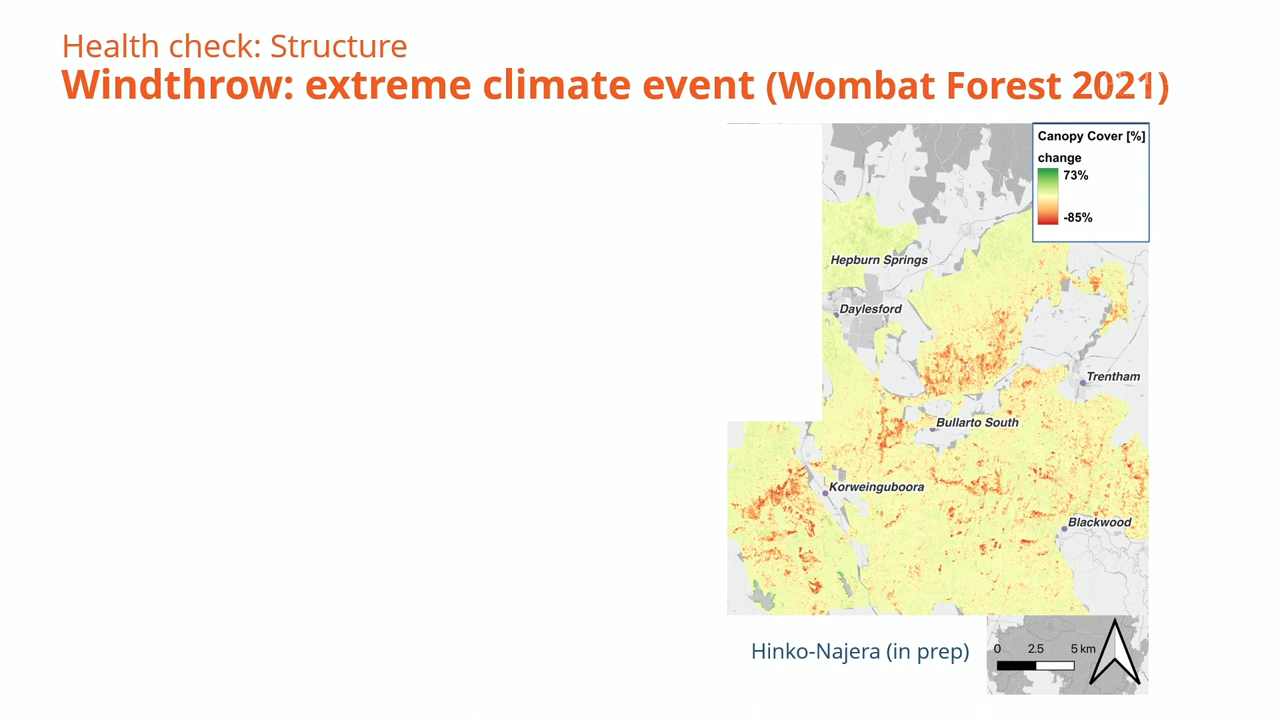 Health check: Structure
Windthrow: extreme climate event (Wombat Forest 2021)
Canopy Cover [%]
change
73%
-85%
Hepburn Springs
Daylesford
Trentham
Bullarto South
Korweinguboora
Blackwood
Hinko-Najera (in prep)
0 2.5 5 km